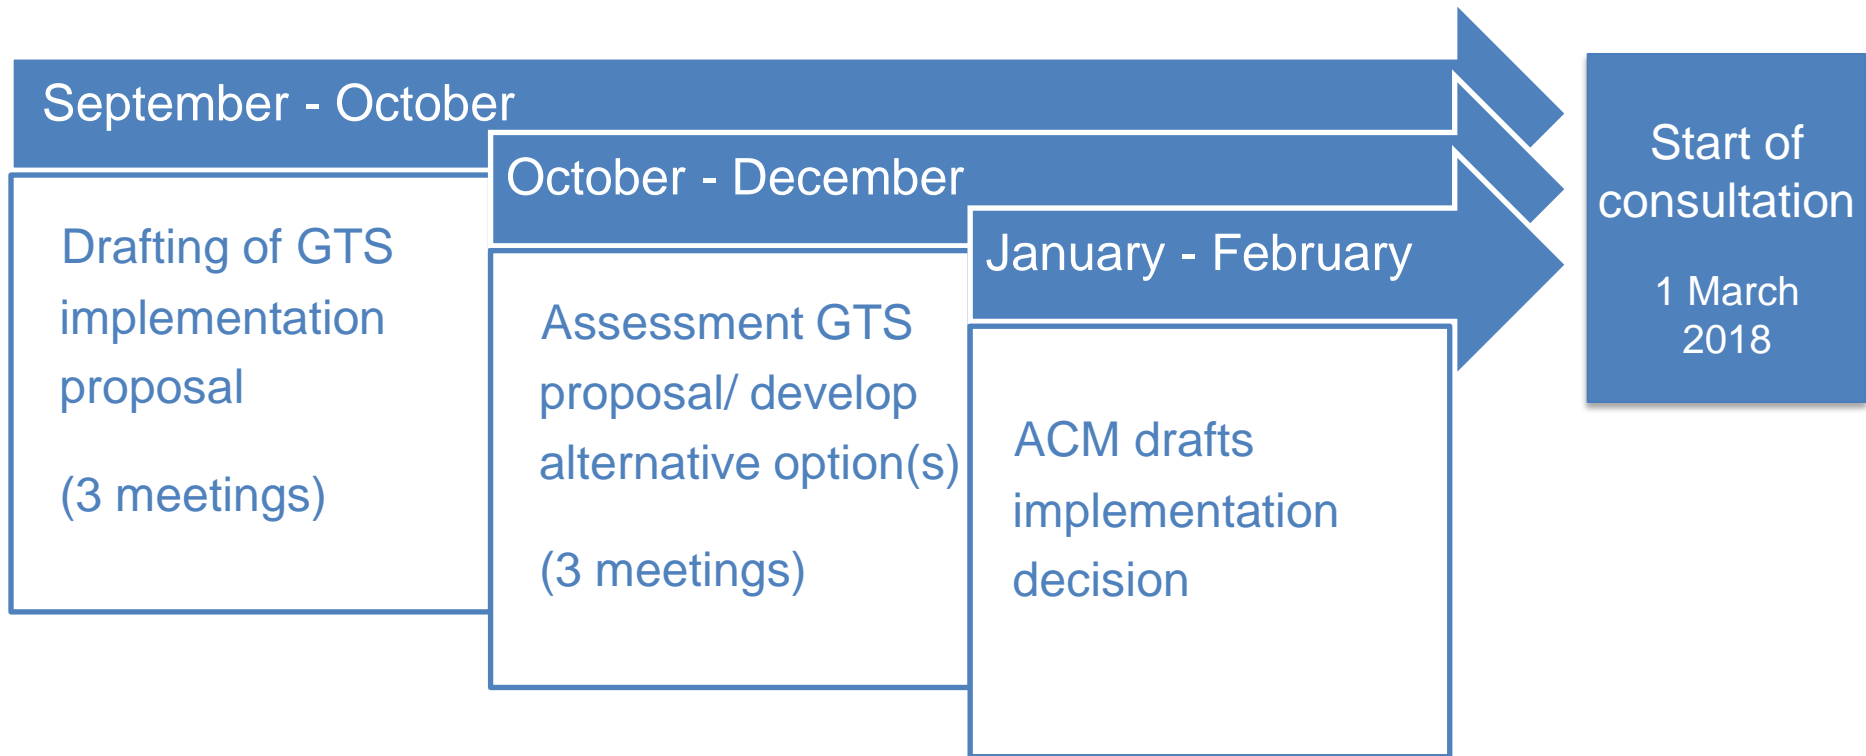 September - October
Drafting of GTS
implementation
proposal
(3 meetings)
October - December
Assessment GTS
proposal/ develop
alternative option(s)
(3 meetings)
January - February
ACM drafts
implementation
decision
Start of
consultation
1 March
2018